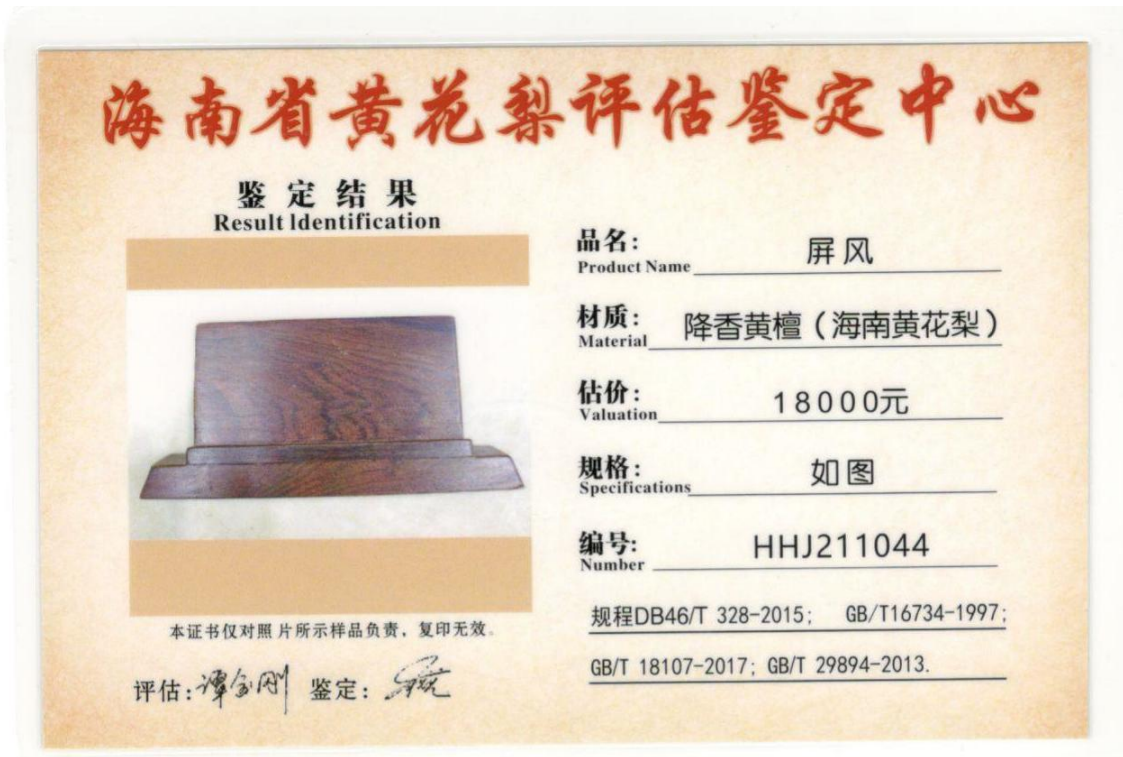 海南省黄花梨评估鉴定中心
鉴定结果
Result Identification
品名：
屏风
Product Name
材质：
降香黄檀（海南黄花梨）
Material
估价：
18000元
Valuation
规格：
如图
Specifications
编号:
HHJ211044
Number
规程DB46/T 328-2015； GB/T16734-1997;
GB/T 18107-2017; GB/T 29894-2013.
本证书仅对照片所示样品负责，复印无效。
评估:谭金刚 鉴定：